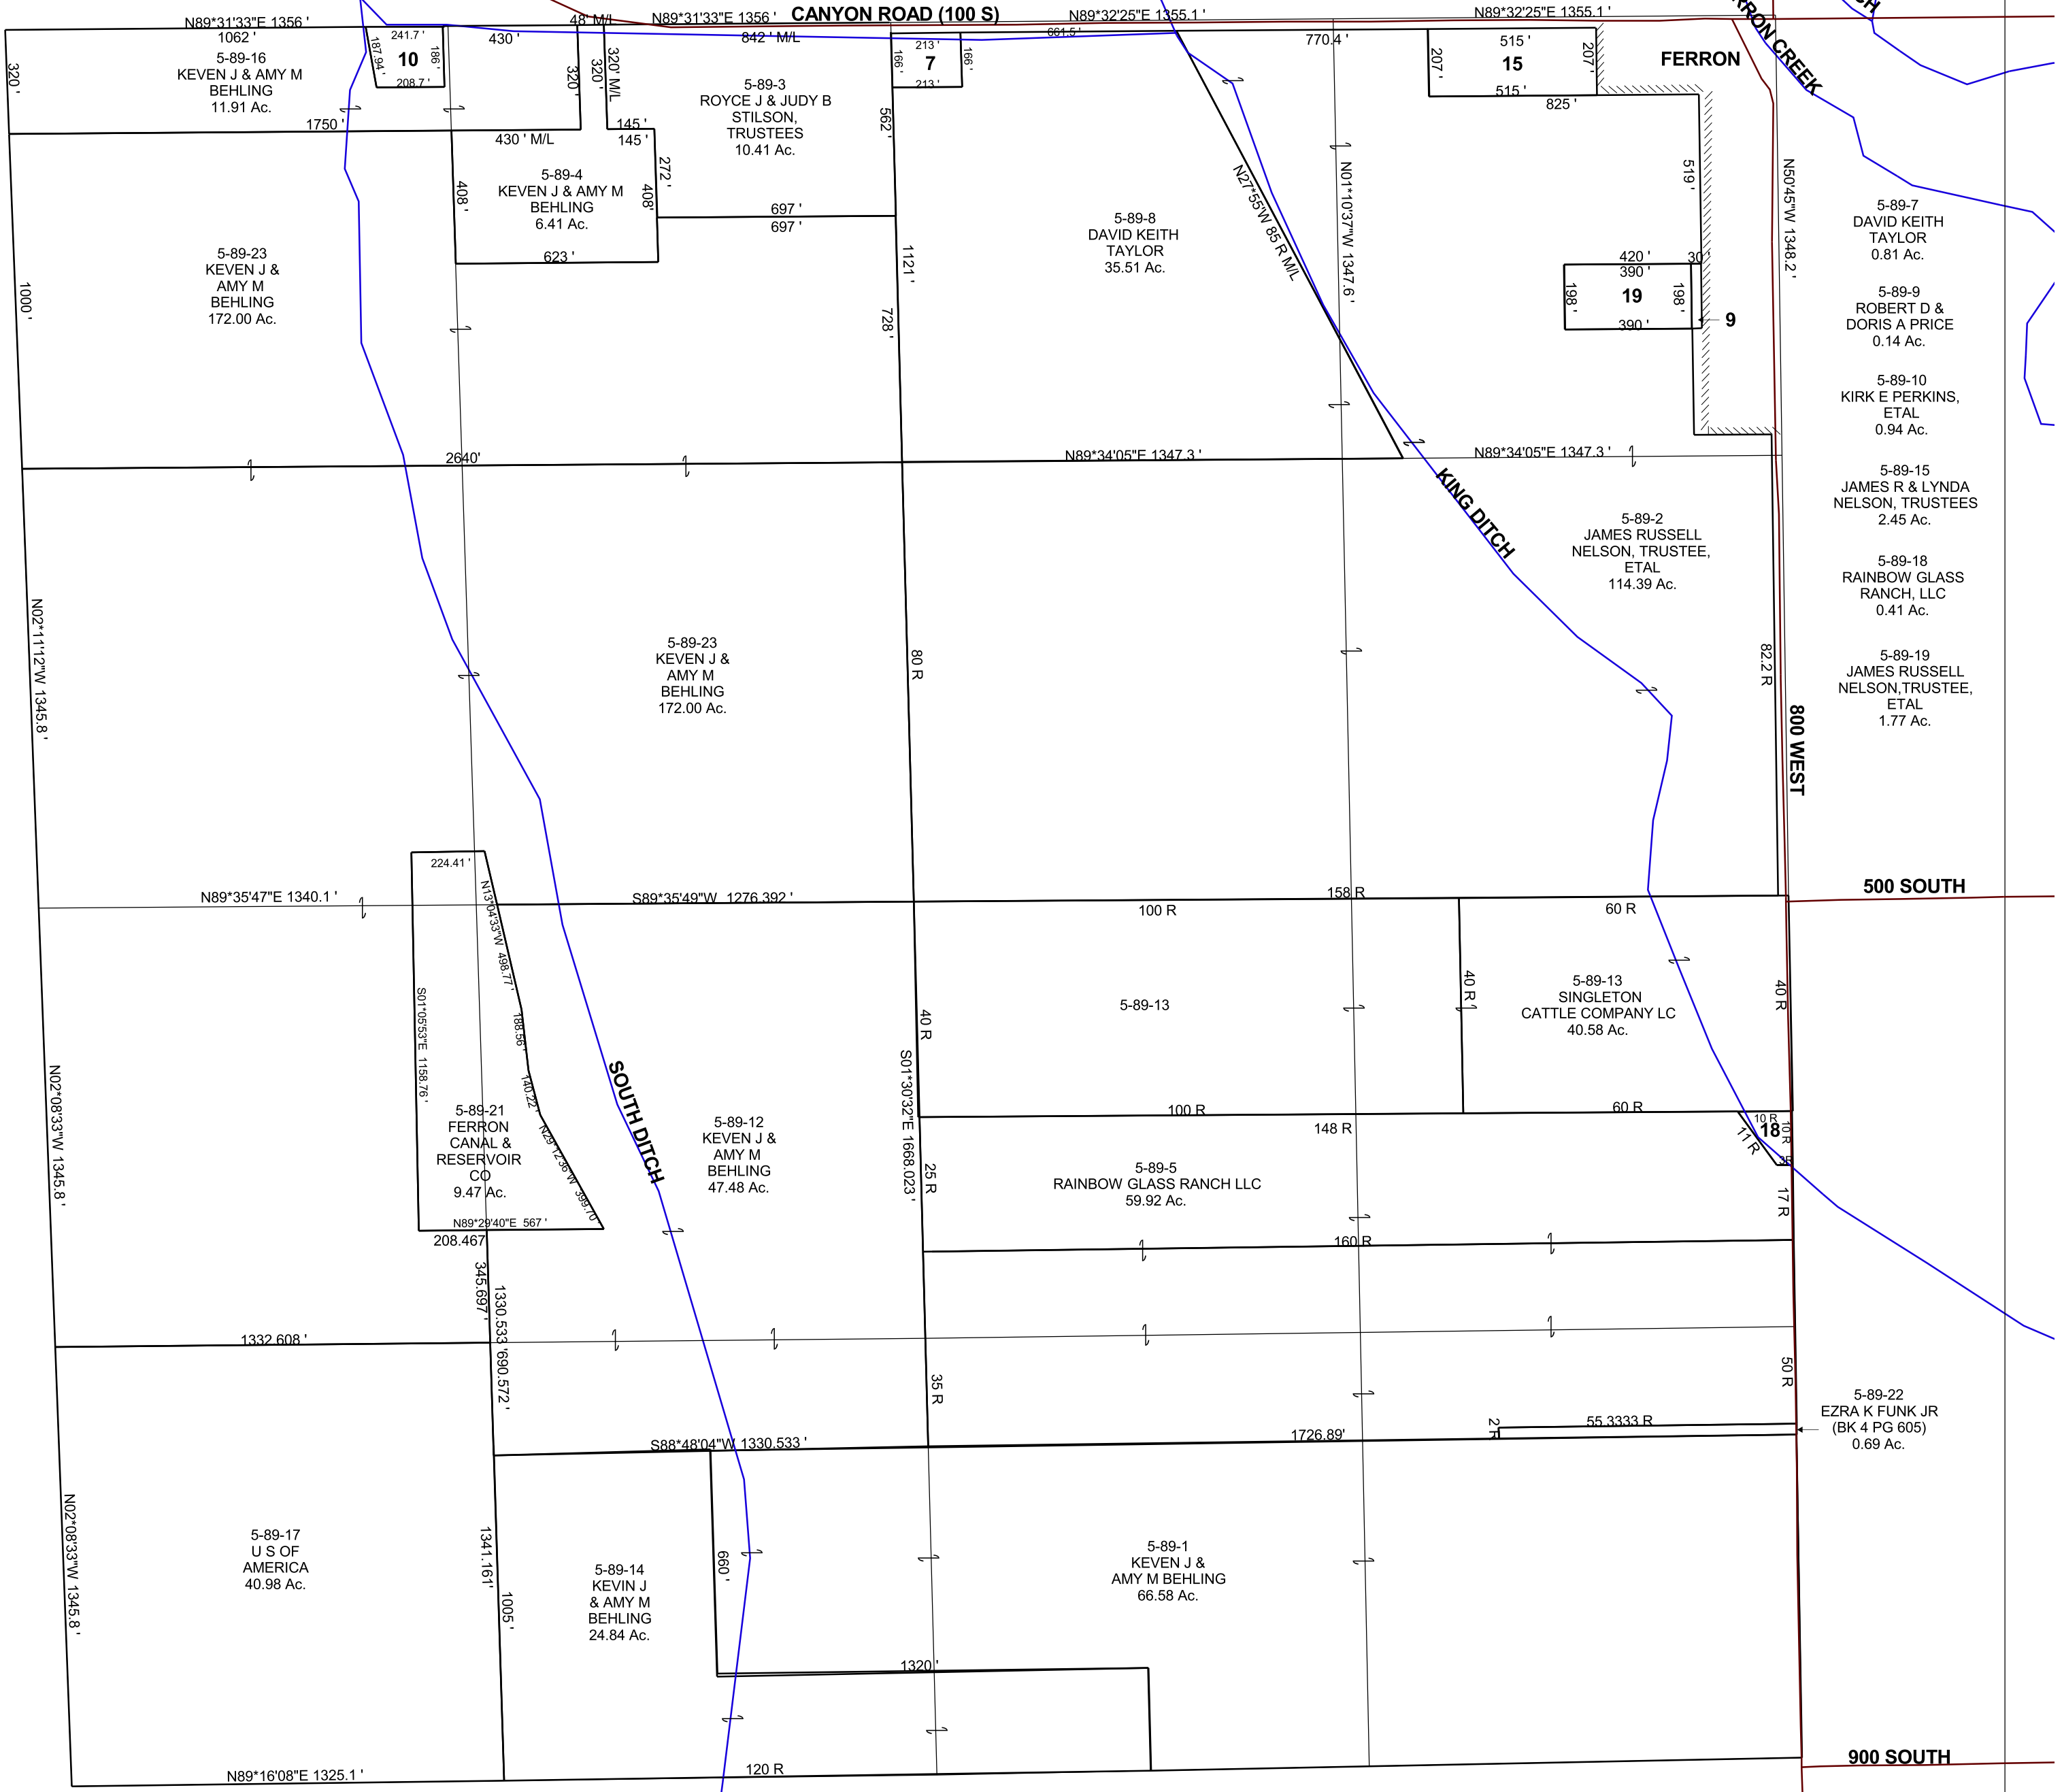 N89*31'33"E 1356 '
48' M/L
N89*31'33"E 1356 '
CANYON ROAD (100 S)
N89*32'25"E 1355.1 '
N89*32'25"E 1355.1 '
1062 '
241.7 '
430 '
842 ' M/L
661.5 '
770.4 '
515 '
FERRON
320 '
5-89-16
KEVEN J & AMY M
BEHLING
11.91 Ac.
187.94 '
10
186 '
208.7 '
320 '
320 '
320' M/L
5-89-3
ROYCE J & JUDY B
STILSON,
TRUSTEES
10.41 Ac.
166 '
213 '
7
213 '
166 '
562 '
207 '
15
207 '
515 '
825 '
1750 '
430 ' M/L
145 '
145 '
272 '
5-89-4
KEVEN J & AMY M
BEHLING
6.41 Ac.
408 '
408'
623 '
697 '
697 '
1121 '
728 '
5-89-8
DAVID KEITH
TAYLOR
35.51 Ac.
N27*55'W 85 R M/L
N01*10'37"W 1347.6 '
519 '
N50'45"W 1348.2 '
420 '
30 '
390 '
198 '
19
198 '
390 '
9
5-89-7
DAVID KEITH
TAYLOR
0.81 Ac.
5-89-9
ROBERT D &
DORIS A PRICE
0.14 Ac.
5-89-10
KIRK E PERKINS,
ETAL
0.94 Ac.
5-89-15
JAMES R & LYNDA
NELSON, TRUSTEES
2.45 Ac.
5-89-18
RAINBOW GLASS
RANCH, LLC
0.41 Ac.
5-89-19
JAMES RUSSELL
NELSON,TRUSTEE,
ETAL
1.77 Ac.
5-89-23
KEVEN J &
AMY M
BEHLING
172.00 Ac.
1000 '
2640'
N89*34'05"E 1347.3 '
N89*34'05"E 1347.3 '
KING DITCH
5-89-2
JAMES RUSSELL
NELSON, TRUSTEE,
ETAL
114.39 Ac.
N02*11'12"W 1345.8 '
5-89-23
KEVEN J &
AMY M
BEHLING
172.00 Ac.
80 R
82.2 R
800 WEST
224.41 '
N89*35'47"E 1340.1 '
N13*04'33"W 498.77 '
S89*35'49"W 1276.392 '
158 R
100 R
60 R
500 SOUTH
S01*05'53"E 1158.76 '
188.56 '
140.22 '
N29*12'36"W 399.70 '
5-89-21
FERRON
CANAL &
RESERVOIR
CO
9.47 Ac.
N89*29'40"E 567 '
208.467
SOUTH DITCH
5-89-12
KEVEN J &
AMY M
BEHLING
47.48 Ac.
40 R
S01*30'32"E 1668.023 '
5-89-13
40 R
5-89-13
SINGLETON
CATTLE COMPANY LC
40.58 Ac.
40 R
100 R
60 R
148 R
10 R
18
10 R
11 R
17 R
25 R
5-89-5
RAINBOW GLASS RANCH LLC
59.92 Ac.
160 R
N02*08'33"W 1345.8 '
345.697 '
1330.533 '
690.572 '
1332.608 '
35 R
50 R
S88*48'04"W 1330.533 '
1726.89'
2 R
55.3333 R
5-89-22
EZRA K FUNK JR
(BK 4 PG 605)
0.69 Ac.
N02*08'33"W 1345.8 '
5-89-17
U S OF
AMERICA
40.98 Ac.
1341.161'
1005 '
5-89-14
KEVIN J
& AMY M
BEHLING
24.84 Ac.
660 '
5-89-1
KEVEN J &
AMY M BEHLING
66.58 Ac.
1320 '
N89*16'08"E 1325.1 '
120 R
900 SOUTH